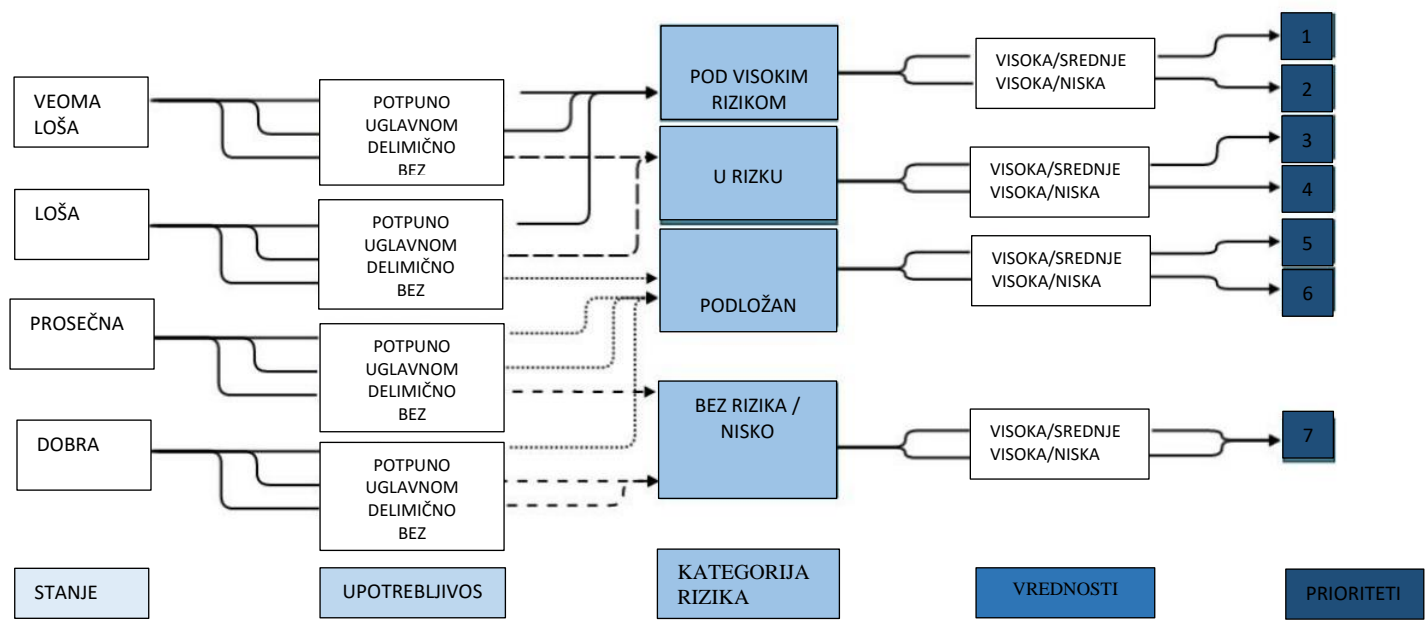 VEOMA
LOŠA
LOŠA
PROSEČNA
DOBRA
STANJE
POTPUNO
UGLAVNOM
DELIMIČNO
BEZ
POTPUNO
UGLAVNOM
DELIMIČNO
BEZ
POTPUNO
UGLAVNOM
DELIMIČNO
BEZ
POTPUNO
UGLAVNOM
DELIMIČNO
BEZ
UPOTREBLJIVOS
POD VISOKIM
RIZIKOM
U RIZKU
PODLOŽAN
BEZ RIZIKA /
NISKO
KATEGORIJA
RIZIKA
VISOKA/SREDNJE
VISOKA/NISKA
VISOKA/SREDNJE
VISOKA/NISKA
VISOKA/SREDNJE
VISOKA/NISKA
VISOKA/SREDNJE
VISOKA/NISKA
VREDNOSTI
1
2
3
4
5
6
7
PRIORITETI